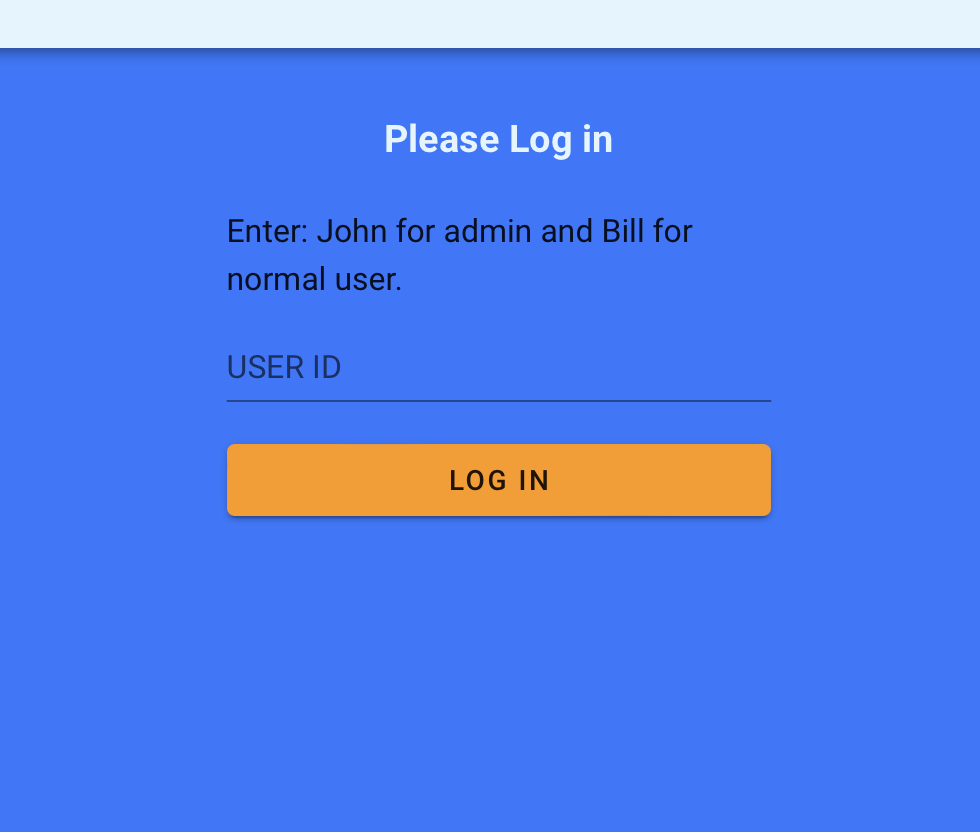 Please Log in
Enter: John for admin and Bill for
normal user.
USER ID
LOG IN